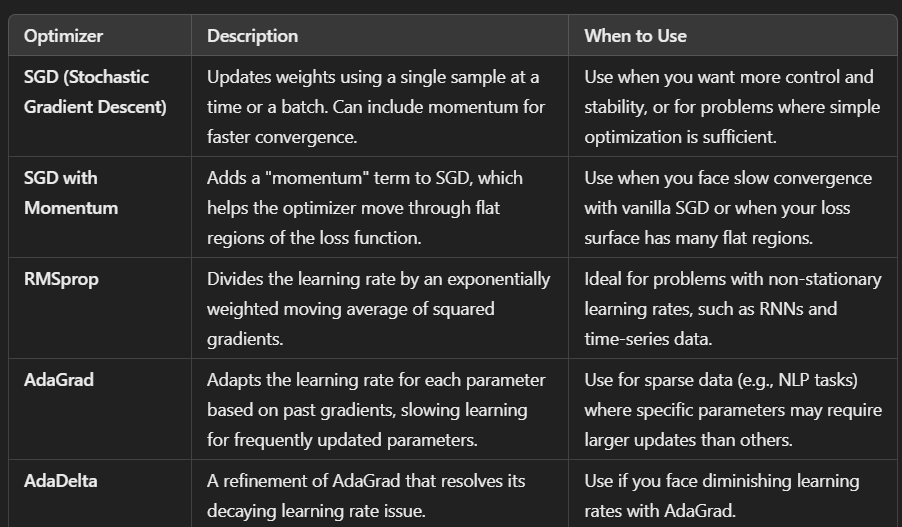 Optimizer Description When to Use
SGD (Stochastic Gradient Descent)
Updates weights using a single sample at a
time or a batch. Can include momentum for
faster convergence.
Use when you want more control and
stability, or for problems where simple
optimization is sufficient.
SGD with Momentum
Adds a "momentum" term to SGD, which
helps the optimizer move through flat
regions of the loss function.
Use when you face slow convergence
with vanilla SGD or when your loss
surface has many flat regions.
RMSprop
Divides the learning rate by an exponentially
weighted moving average of squared
gradients.
Ideal for problems with non-stationary
learning rates, such as RNNs and
time-series data.
AdaGrad
Adapts the learning rate for each parameter
based on past gradients, slowing learning
for frequently updated parameters.
Use for sparse data (e.g., NLP tasks)
where specific parameters may require
larger updates than others.
AdaDelta
A refinement of AdaGrad that resolves its
decaying learning rate issue.
Use if you face diminishing learning
rates with AdaGrad.